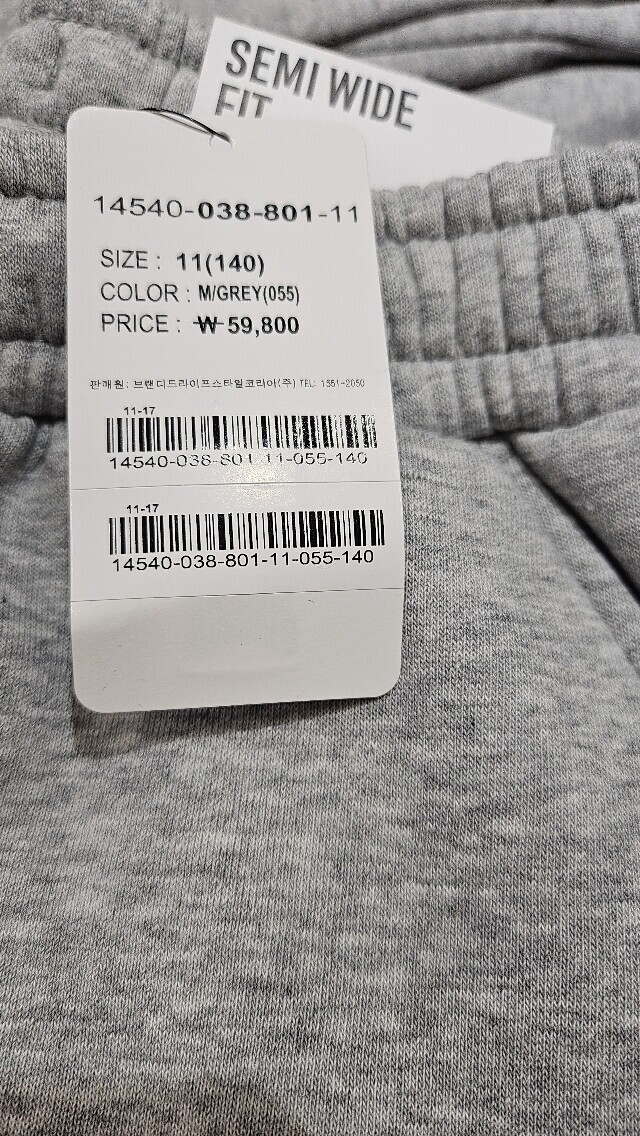 SEMI WIDE
FIT
14540-038-801-11
SIZE : 11(140)
COLOR : M/GREY(055)
PRICE : ₩ 59,800
판매원: 브랜디드라이프스타일코리아(주) TEL: 1551-2050
11-17
14540-038-801-11-055-140
11-17
14540-038-801-11-055-140